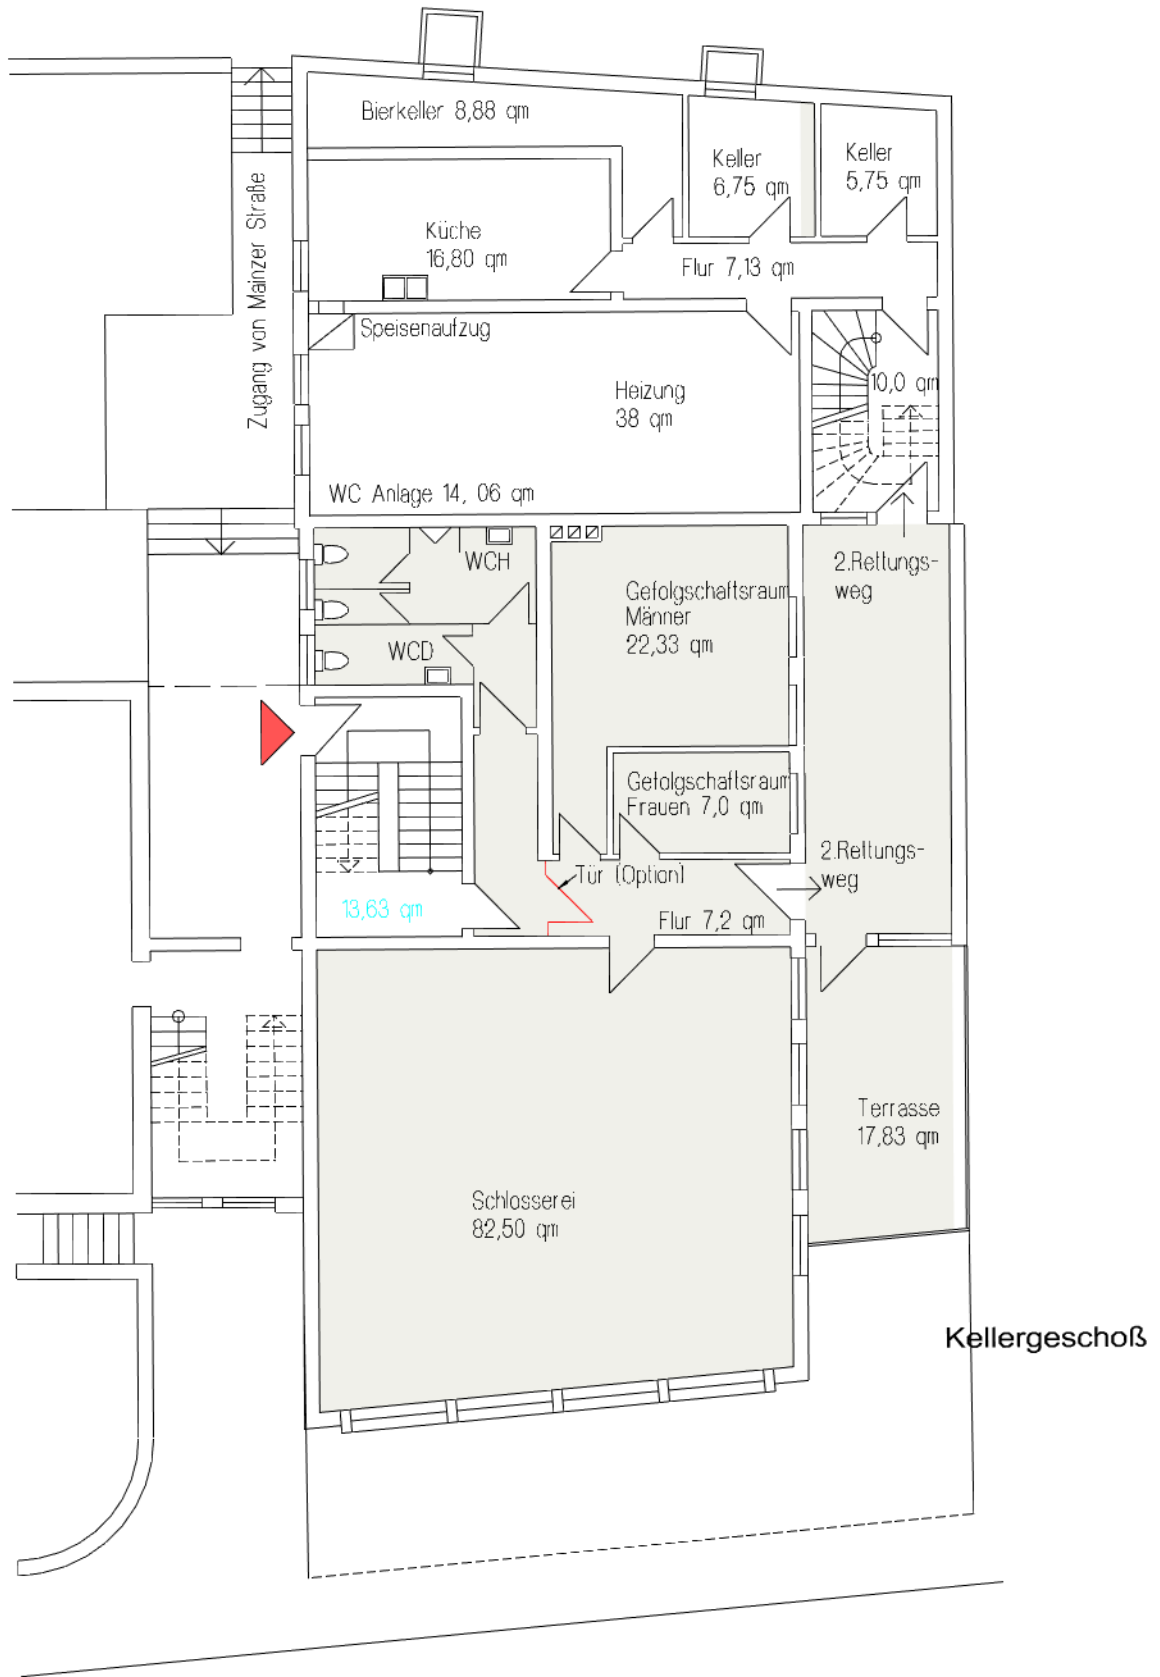 Bierkeller 8,88 qm
Keller
6,75 qm
Keller
5,75 qm
Zugang von Mainzer Straße
Küche
16,80 qm
Flur 7,13 qm
Speisenaufzug
Heizung
38 qm
10,0 qm
WC Anlage 14, 06 qm
WCH
WCD
Gefolgschaftsraum
Männer
22,33 qm
2.Rettungs-
weg
Gefolgschaftsraum
Frauen 7,0 qm
2.Rettungs-
weg
Tür (Option)
13,63 qm
Flur 7,2 qm
Terrasse
17,83 qm
Schlosserei
82,50 qm
Kellergeschoß